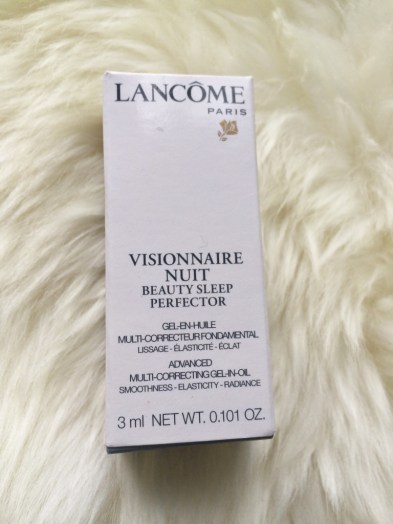 LANCÔME
PARIS
VISIONNAIRE
NUIT
BEAUTY SLEEP
PERFECTOR
GEL-EN-HUILE
MULTI-CORRECTEUR FONDAMENTAL
LISSAGE - ÉLASTICITÉ - ÉCLAT
ADVANCED
MULTI-CORRECTING GEL-IN-OIL
SMOOTHNESS - ELASTICITY - RADIANCE
3 ml NET WT. 0.101 OZ.